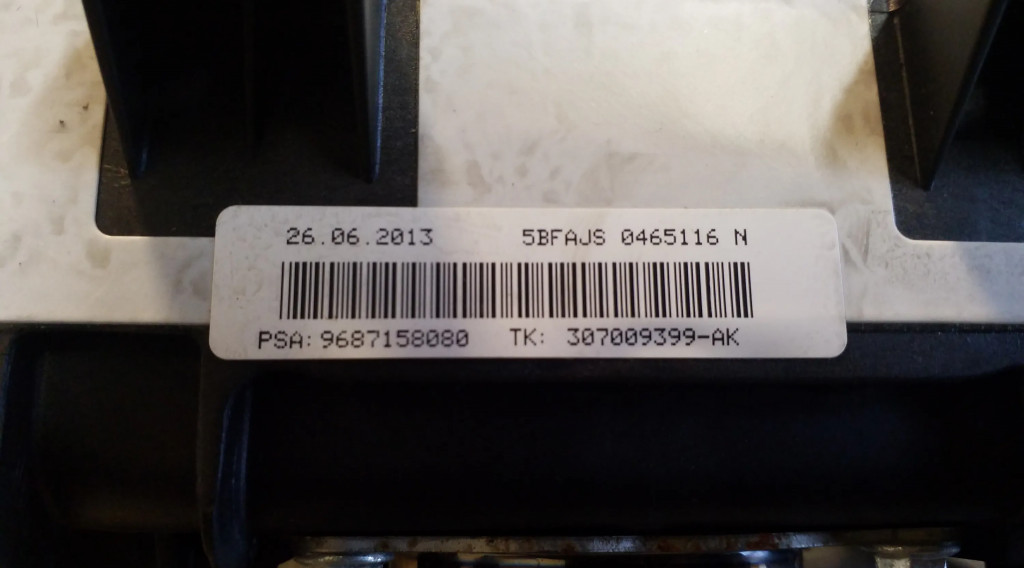 26.06.2013 5BFAJS 0465116 N
PSA: 9687158080 TK: 307009399-AK